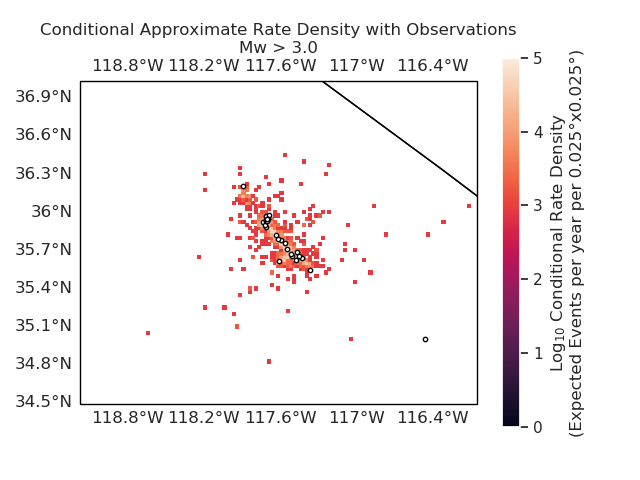 Conditional Approximate Rate Density with Observations
Mw > 3.0
118.8°W 118.2°W 117.6°W 117°W 116.4°W
36.9°N
36.6°N
36.3°N
36°N
35.7°N
35.4°N
35.1°N
34.8°N
34.5°N
118.8°W 118.2°W 117.6°W 117°W 116.4°W
5
4
3
2
1
0
Log₁₀ Conditional Rate Density
(Expected Events per year per 0.025°x0.025°)